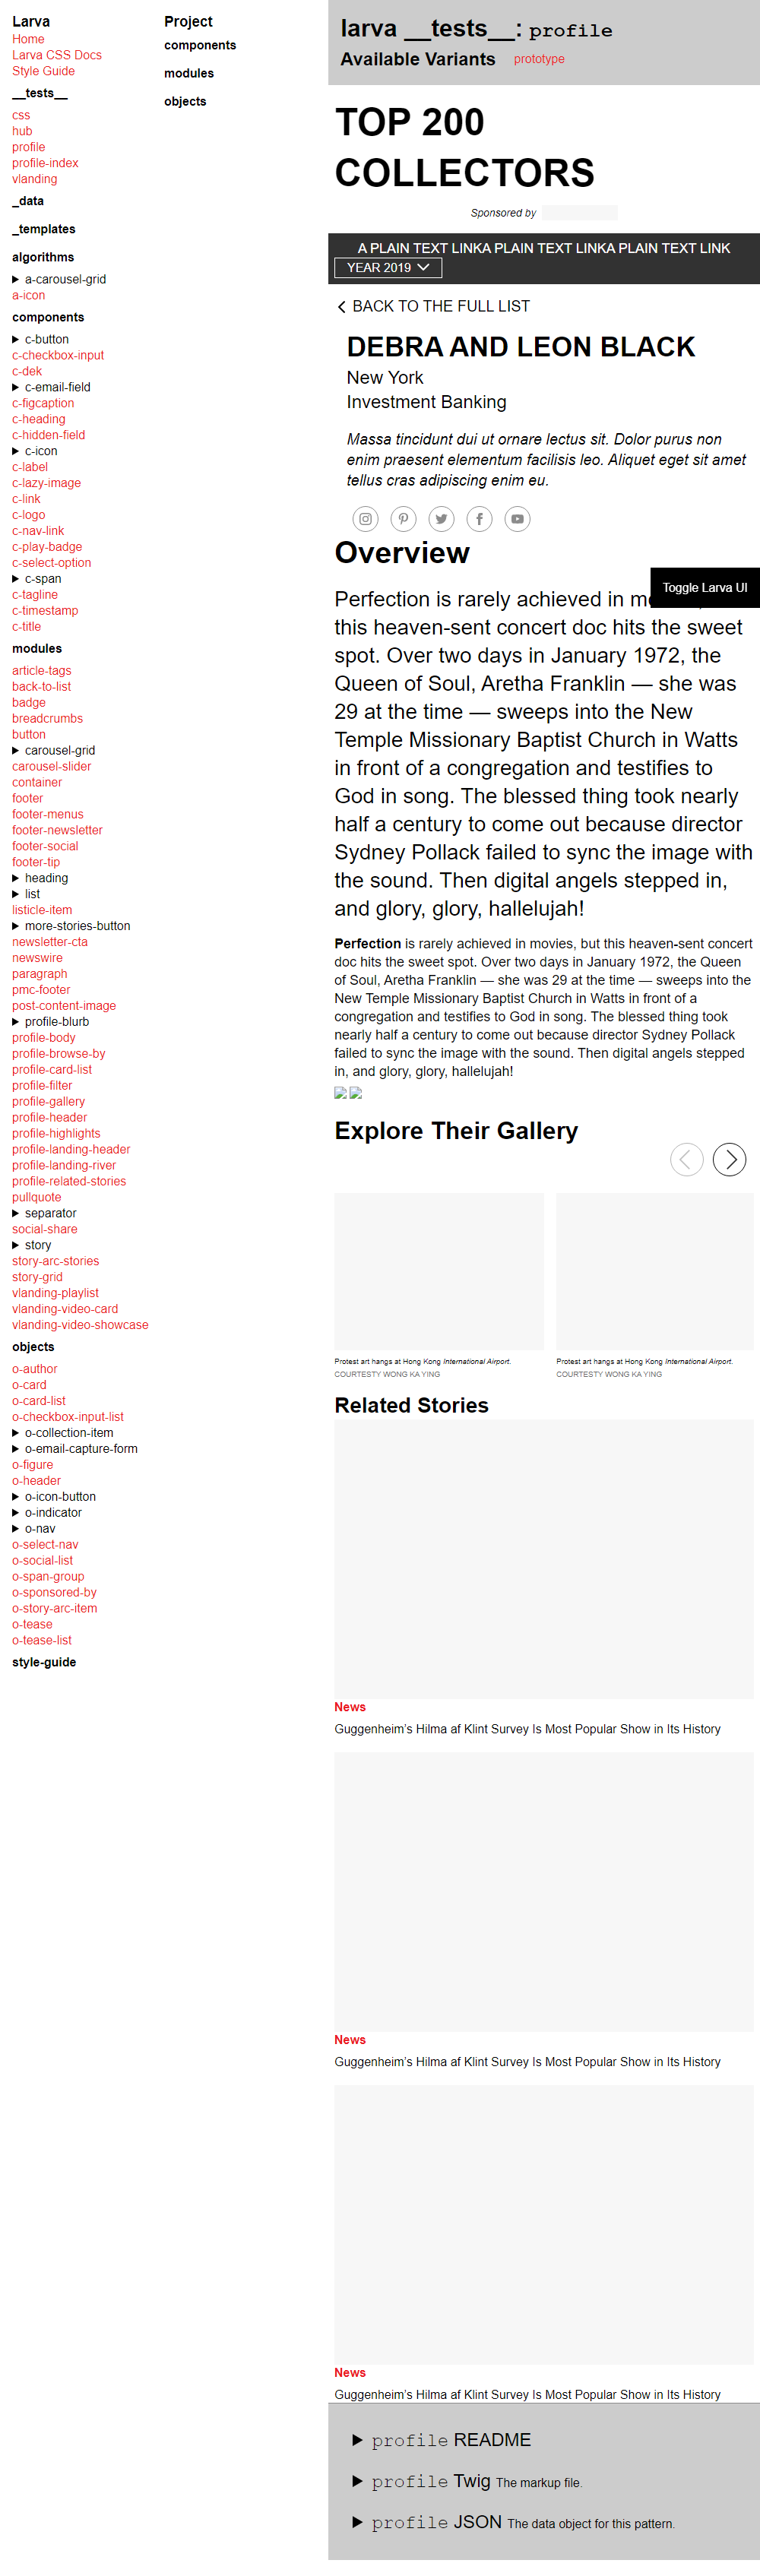 Larva
Home
Larva CSS Docs
Style Guide
__tests__
css
hub
profile
profile-index
vlanding
_data
_templates
algorithms
a-carousel-grid
a-icon
components
c-button
c-checkbox-input
c-dek
c-email-field
c-figcaption
c-heading
c-hidden-field
c-icon
c-label
c-lazy-image
c-link
c-logo
c-nav-link
c-play-badge
c-select-option
c-span
c-tagline
c-timestamp
c-title
modules
article-tags
back-to-list
badge
breadcrumbs
button
carousel-grid
carousel-slider
container
footer
footer-menus
footer-newsletter
footer-social
footer-tip
heading
list
listicle-item
more-stories-button
newsletter-cta
newswire
paragraph
pmc-footer
post-content-image
profile-blurb
profile-body
profile-browse-by
profile-card-list
profile-filter
profile-gallery
profile-header
profile-highlights
profile-landing-header
profile-landing-river
profile-related-stories
pullquote
separator
social-share
story
story-arc-stories
story-grid
vlanding-playlist
vlanding-video-card
vlanding-video-showcase
objects
o-author
o-card
o-card-list
o-checkbox-input-list
o-collection-item
o-email-capture-form
o-figure
o-header
o-icon-button
o-indicator
o-nav
o-select-nav
o-social-list
o-span-group
o-sponsored-by
o-story-arc-item
o-tease
o-tease-list
style-guide
Project
components
modules
objects
larva __tests__: profile
Available Variants prototype
TOP 200
COLLECTORS
Sponsored by
A PLAIN TEXT LINKA PLAIN TEXT LINKA PLAIN TEXT LINK
YEAR 2019
BACK TO THE FULL LIST
DEBRA AND LEON BLACK
New York
Investment Banking
Massa tincidunt dui ut ornare lectus sit. Dolor purus non
enim praesent elementum facilisis leo. Aliquet eget sit amet
tellus cras adipiscing enim eu.
Overview
Toggle Larva UI
Perfection is rarely achieved in
this heaven-sent concert doc hits the sweet
spot. Over two days in January 1972, the
Queen of Soul, Aretha Franklin — she was
29 at the time — sweeps into the New
Temple Missionary Baptist Church in Watts
in front of a congregation and testifies to
God in song. The blessed thing took nearly
half a century to come out because director
Sydney Pollack failed to sync the image with
the sound. Then digital angels stepped in,
and glory, glory, hallelujah!
Perfection is rarely achieved in movies, but this heaven-sent concert
doc hits the sweet spot. Over two days in January 1972, the Queen
of Soul, Aretha Franklin — she was 29 at the time — sweeps into the
New Temple Missionary Baptist Church in Watts in front of a
congregation and testifies to God in song. The blessed thing took
nearly half a century to come out because director Sydney Pollack
failed to sync the image with the sound. Then digital angels stepped
in, and glory, glory, hallelujah!
Explore Their Gallery
Protest art hangs at Hong Kong International Airport.
COURTESTY WONG KA YING
Protest art hangs at Hong Kong International Airport.
COURTESTY WONG KA YING
Related Stories
News
Guggenheim's Hilma af Klint Survey Is Most Popular Show in Its History
News
Guggenheim's Hilma af Klint Survey Is Most Popular Show in Its History
News
Guggenheim's Hilma af Klint Survey Is Most Popular Show in Its History
profile README
profile Twig The markup file.
profile JSON The data object for this pattern.